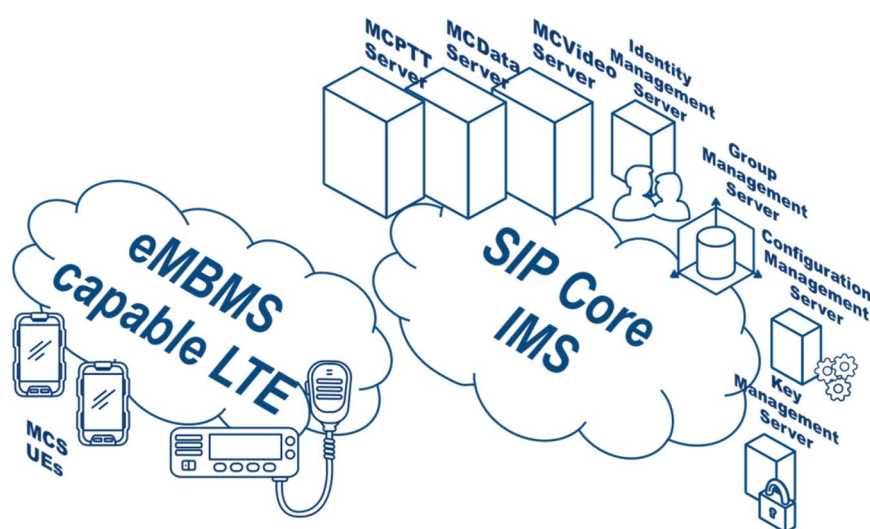 MCPTT
Server
MCData
Server
MCVideo
Server
Identity
Management
Server
Group
Management
Server
Configuration
Management
Server
Key
Management
Server
SIP Core
IMS
eMBMS
capable LTE
MCS
UEs